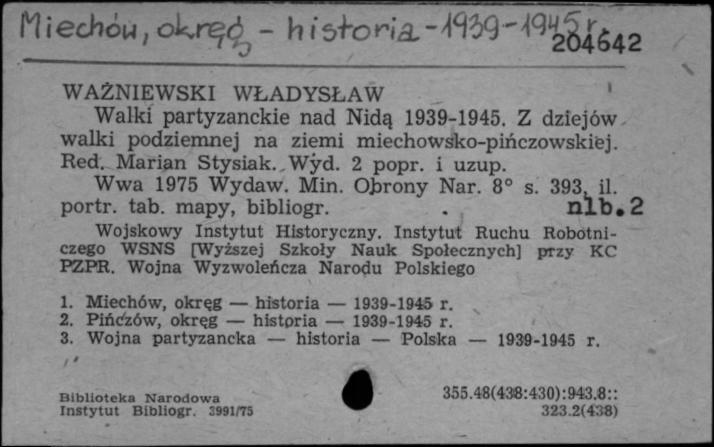 Miechów, okręg - historia - 1939-1945 r.
204642
WAŻNIEWSKI WŁADYSŁAW
Walki partyzanckie nad Nidą 1939-1945. Z dziejów
walki podziemnej na ziemi miechowsko-pińczowskiej.
Red. Marian Stysiak. Wyd. 2 popr. i uzup.
Wwa 1975 Wydaw. Min. Obrony Nar. 8° s. 393, il.
portr. tab. mapy, bibliogr. nlb. 2
Wojskowy Instytut Historyczny. Instytut Ruchu Robotni-
czego WSNS [Wyższej Szkoły Nauk Społecznych] przy KC
PZPR. Wojna Wyzwoleńcza Narodu Polskiego
1. Miechów, okręg — historia — 1939-1945 r.
2. Pińczów, okręg — historia — 1939-1945 r.
3. Wojna partyzancka — historia — Polska — 1939-1945 r.
Biblioteka Narodowa
Instytut Bibliogr. 3991/75
355.48(438:430):943.8::
323.2(438)